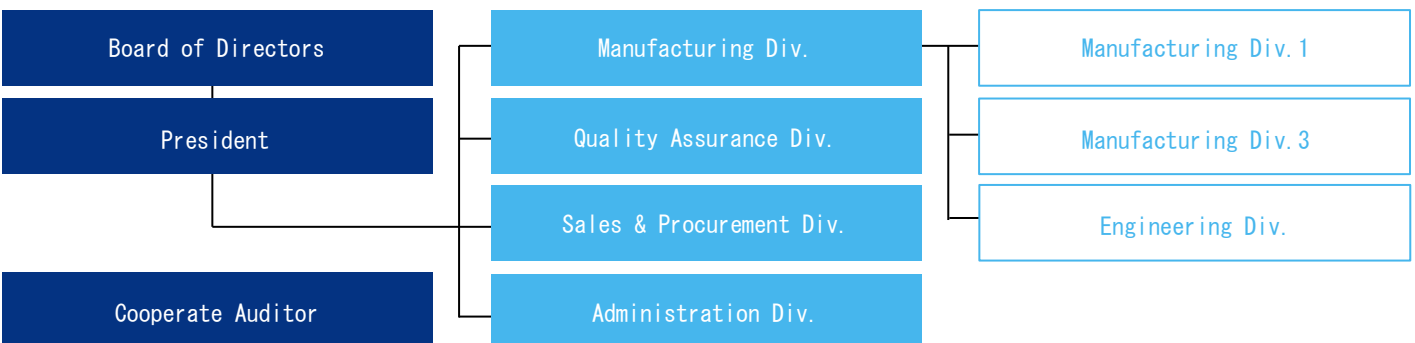 Board of Directors
President
Cooperate Auditor
Manufacturing Div.
Quality Assurance Div.
Sales & Procurement Div.
Administration Div.
Manufacturing Div.1
Manufacturing Div.3
Engineering Div.